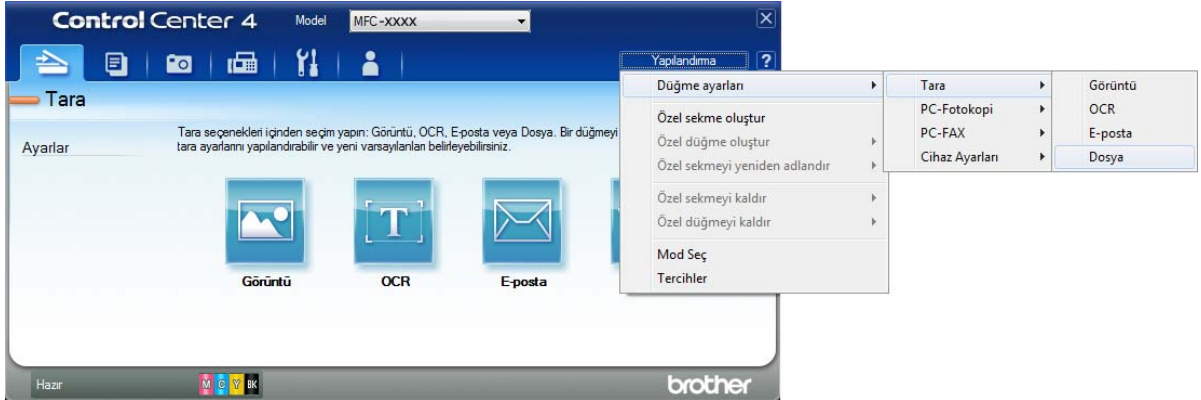 Control Center 4
Model
MFC-XXXX
Yapılandırma
?
Tara
Ayarlar
Tara seçenekleri içinden seçim yapın: Görüntü, OCR, E-posta veya Dosya. Bir düğmeyi
tara ayarlarını yapılandırabilir ve yeni varsayılanları belirleyebilirsiniz.
Görüntü
OCR
E-posta
Düğme ayarları
Özel sekme oluştur
Özel düğme oluştur
Özel sekmeyi yeniden adlandır
Özel sekmeyi kaldır
Özel düğmeyi kaldır
Mod Seç
Tercihler
Tara
PC-Fotokopi
PC-FAX
Cihaz Ayarları
Görüntü
OCR
E-posta
Dosya
Hazır
M C Y BK
brother